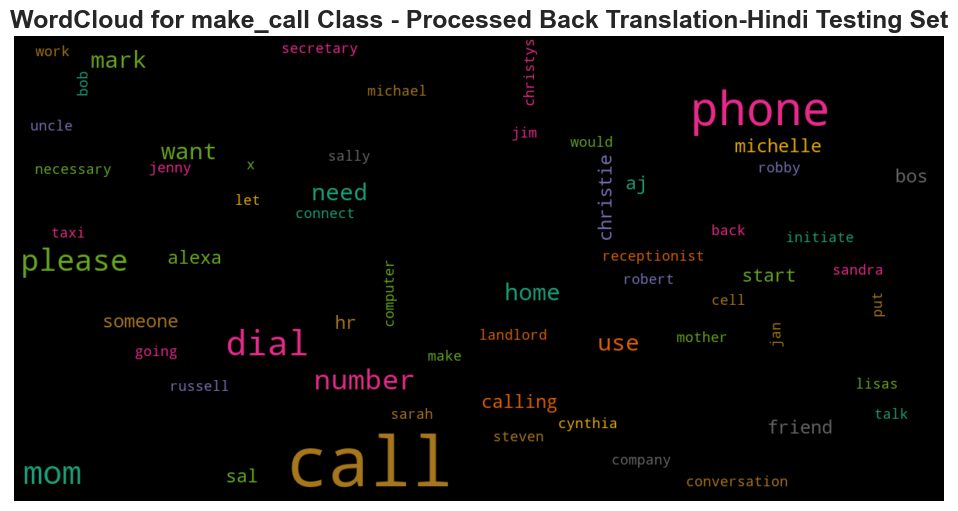 WordCloud for make_call Class - Processed Back Translation-Hindi Testing Set
work
mark
bob
secretary
michael
christys
phone
uncle
jim
would
michelle
want
necessary
jenny
x
sally
robby
bos
need
let
connect
christie
aj
taxi
back
initiate
please
alexa
receptionist
computer
robert
start
sandra
home
cell
put
someone
hr
going
dial
landlord
use
mother
jan
make
number
russell
lisas
calling
sarah
cynthia
talk
steven
friend
call
mom
sal
company
conversation